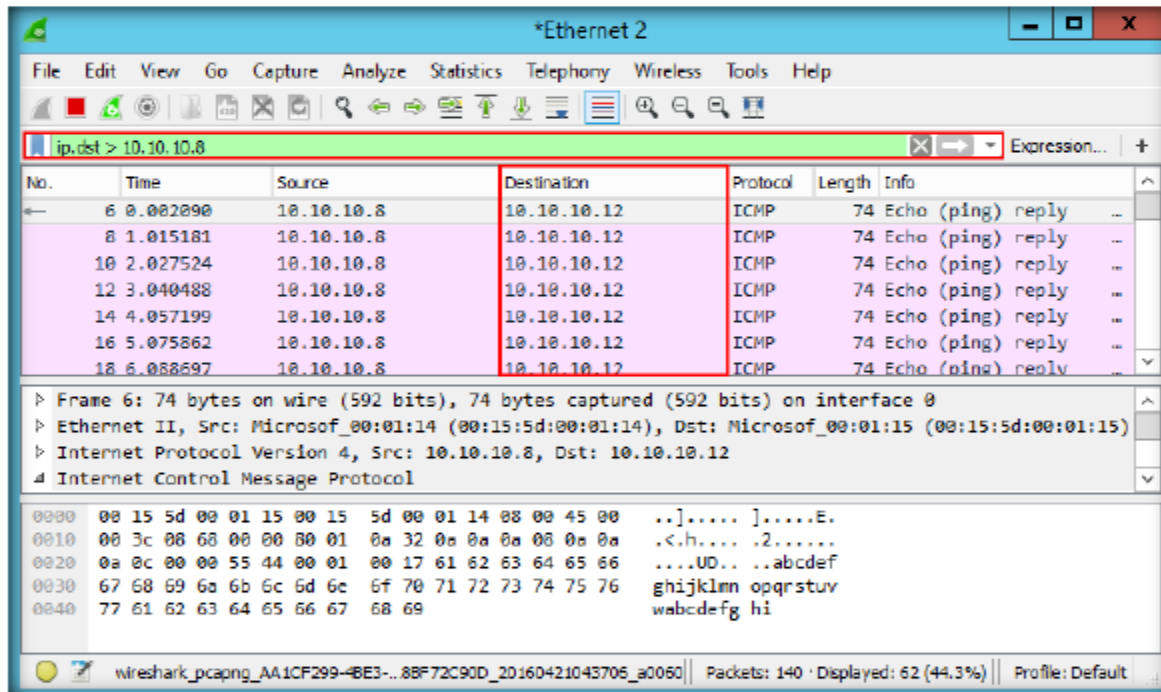 *Ethernet 2
File Edit View Go Capture Analyze Statistics Telephony Wireless Tools Help
ip.dst > 10.10.10.8 Expression... +
No. Time Source Destination Protocol Length Info
6 0.002090 10.10.10.8 10.10.10.12 ICMP 74 Echo (ping) reply ...
8 1.015181 10.10.10.8 10.10.10.12 ICMP 74 Echo (ping) reply ...
10 2.027524 10.10.10.8 10.10.10.12 ICMP 74 Echo (ping) reply ...
12 3.040488 10.10.10.8 10.10.10.12 ICMP 74 Echo (ping) reply ...
14 4.057199 10.10.10.8 10.10.10.12 ICMP 74 Echo (ping) reply ...
16 5.075862 10.10.10.8 10.10.10.12 ICMP 74 Echo (ping) reply ...
18 6.088697 10.10.10.8 10.10.10.12 ICMP 74 Echo (ping) reply ...
Frame 6: 74 bytes on wire (592 bits), 74 bytes captured (592 bits) on interface 0
Ethernet II, Src: Microsof_00:01:14 (00:15:5d:00:01:14), Dst: Microsof_00:01:15 (00:15:5d:00:01:15)
Internet Protocol Version 4, Src: 10.10.10.8, Dst: 10.10.10.12
Internet Control Message Protocol
0000 00 15 5d 00 01 15 00 15 5d 00 01 14 08 00 45 00 ..]..... ].....E.
0010 00 3c 08 68 00 00 80 01 0a 32 0a 0a 0a 08 0a 0a .<.h.... .2......
0020 0a 0c 00 00 55 44 00 01 00 17 61 62 63 64 65 66 ....UD.. ..abcdef
0030 67 68 69 6a 6b 6c 6d 6e 6f 70 71 72 73 74 75 76 ghijklmn opqrstuv
0040 77 61 62 63 64 65 66 67 68 69 wabcdefg hi
wireshark_pcapng_AA1CF299-4BE3-...8BF72C90D_20160421043706_a0060 Packets: 140 · Displayed: 62 (44.3%) Profile: Default